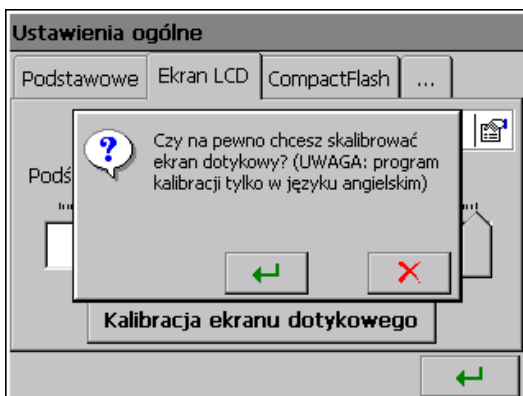 Ustawienia ogólne
Podstawowe Ekran LCD CompactFlash ...
Czy na pewno chcesz skalibrować
ekran dotykowy? (UWAGA: program
kalibracji tylko w języku angielskim)
Podś
Kalibracja ekranu dotykowego